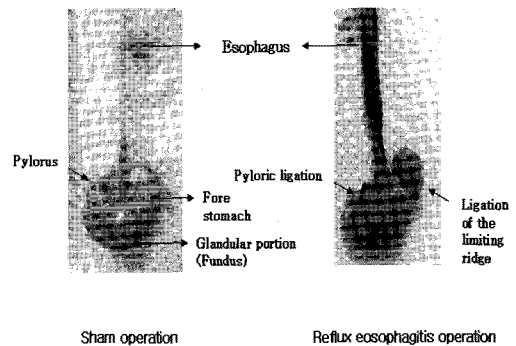 Esophagus
Pylorus
Fore
stomach
Glandular portion
(Fundus)
Pyloric ligation
Ligation
of the
limiting
ridge
Sham operation
Reflux eosophagitis operation